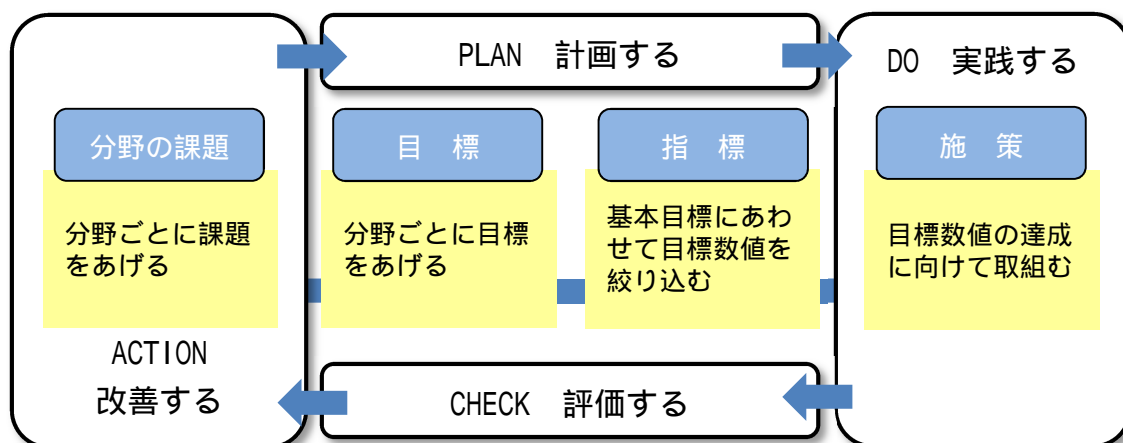 PLAN　計画する
DO　実践する
分野の課題
目　標
指　標
施　策
分野ごとに課題
をあげる
分野ごとに目標
をあげる
基本目標にあわ
せて目標数値を
絞り込む
目標数値の達成
に向けて取組む
ACTION
改善する
CHECK　評価する